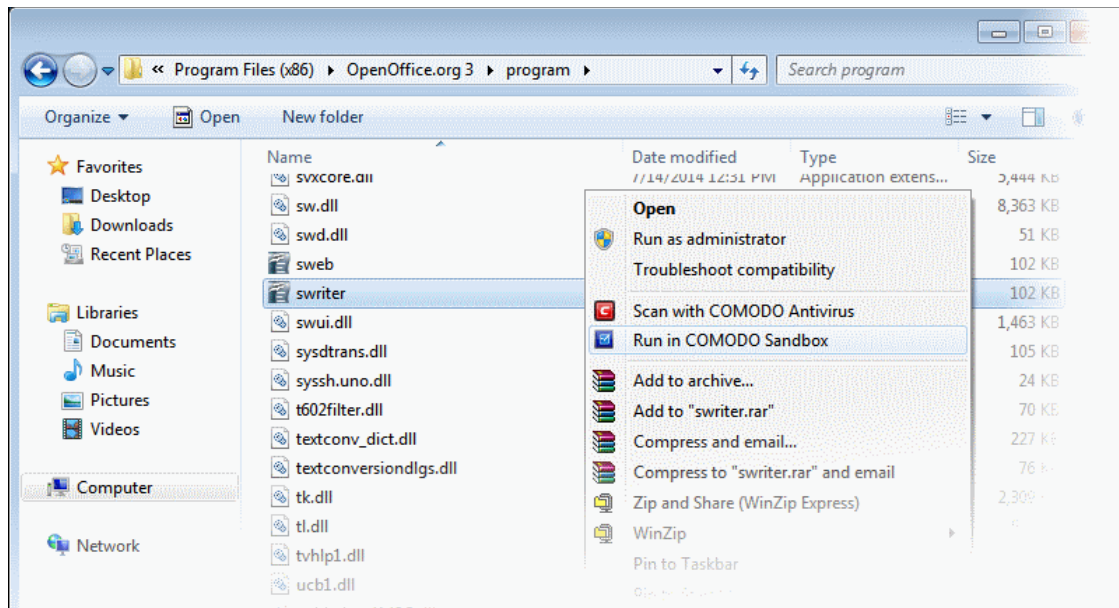 « Program Files (x86) ▸ OpenOffice.org 3 ▸ program ▸
Search program
Organize Open New folder
Name Date modified Type Size
Favorites
Desktop
Downloads
Recent Places
Libraries
Documents
Music
Pictures
Videos
Computer
Network
svxcore.dll 7/14/2014 12:31 PM Application extens... 5,444 KB
sw.dll 8,363 KB
swd.dll 51 KB
sweb 102 KB
swriter 102 KB
swui.dll 1,463 KB
sysdtrans.dll 105 KB
syssh.uno.dll 24 KB
t602filter.dll 70 KB
textconv_dict.dll 227 KB
textconversiondlgs.dll 76
tk.dll 2,309
tl.dll
tvhlp1.dll
ucb1.dll
Open
Run as administrator
Troubleshoot compatibility
Scan with COMODO Antivirus
Run in COMODO Sandbox
Add to archive...
Add to "swriter.rar"
Compress and email...
Compress to "swriter.rar" and email
Zip and Share (WinZip Express)
WinZip
Pin to Taskbar